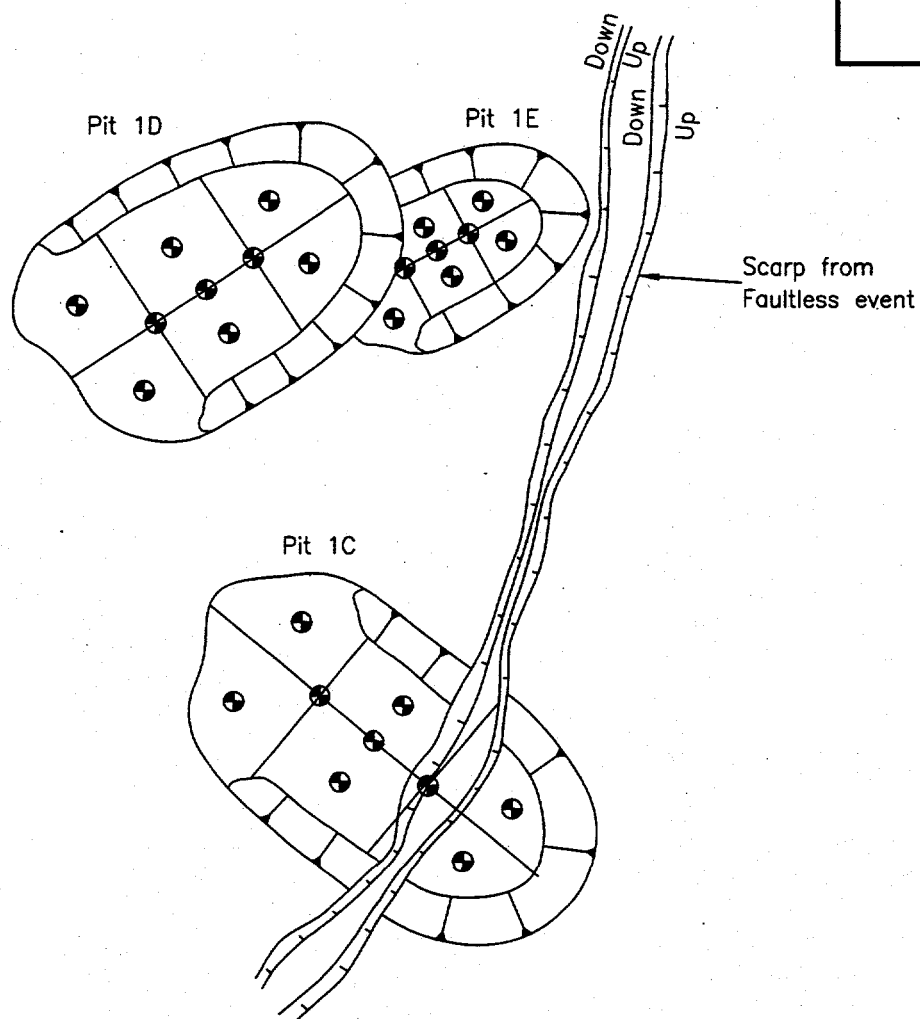 Down
Up
Down
Up
Pit 1D
Pit 1E
Scarp from
Faultless event
Pit 1C